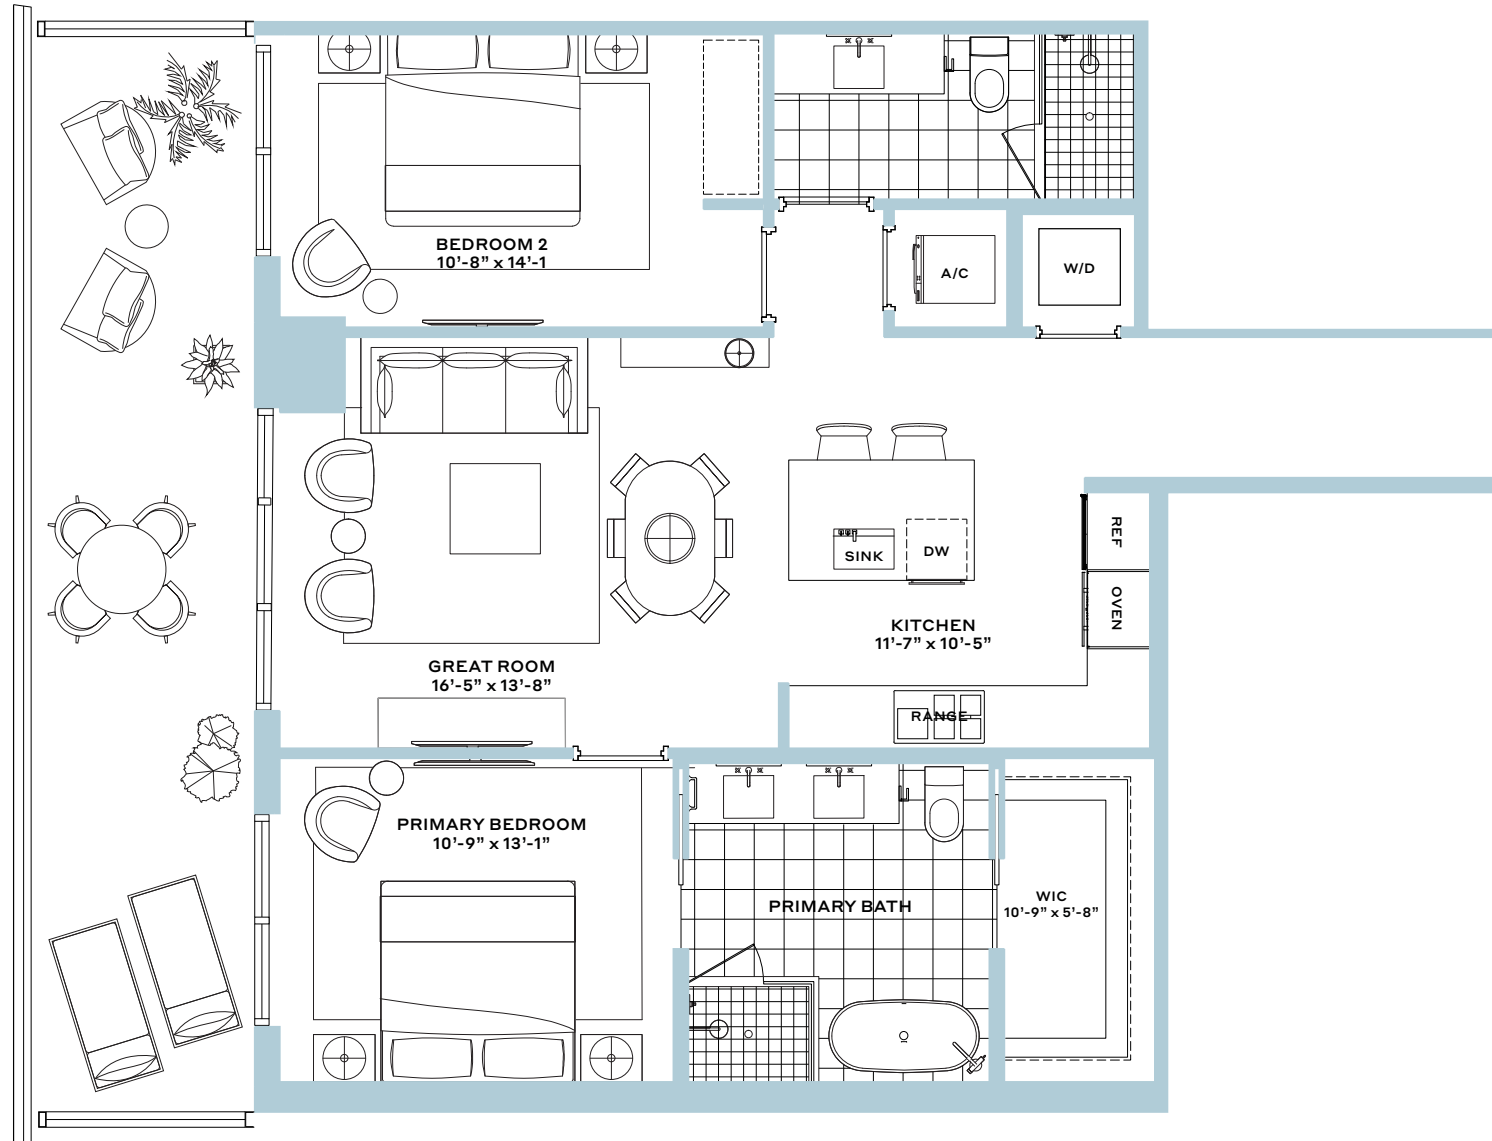 BEDROOM 2
10'-8" x 14'-1
A/C
W/D
REF
OVEN
SINK
DW
KITCHEN
11'-7" x 10'-5"
GREAT ROOM
16'-5" x 13'-8"
RANGE
PRIMARY BEDROOM
10'-9" x 13'-1"
PRIMARY BATH
WIC
10'-9" x 5'-8"